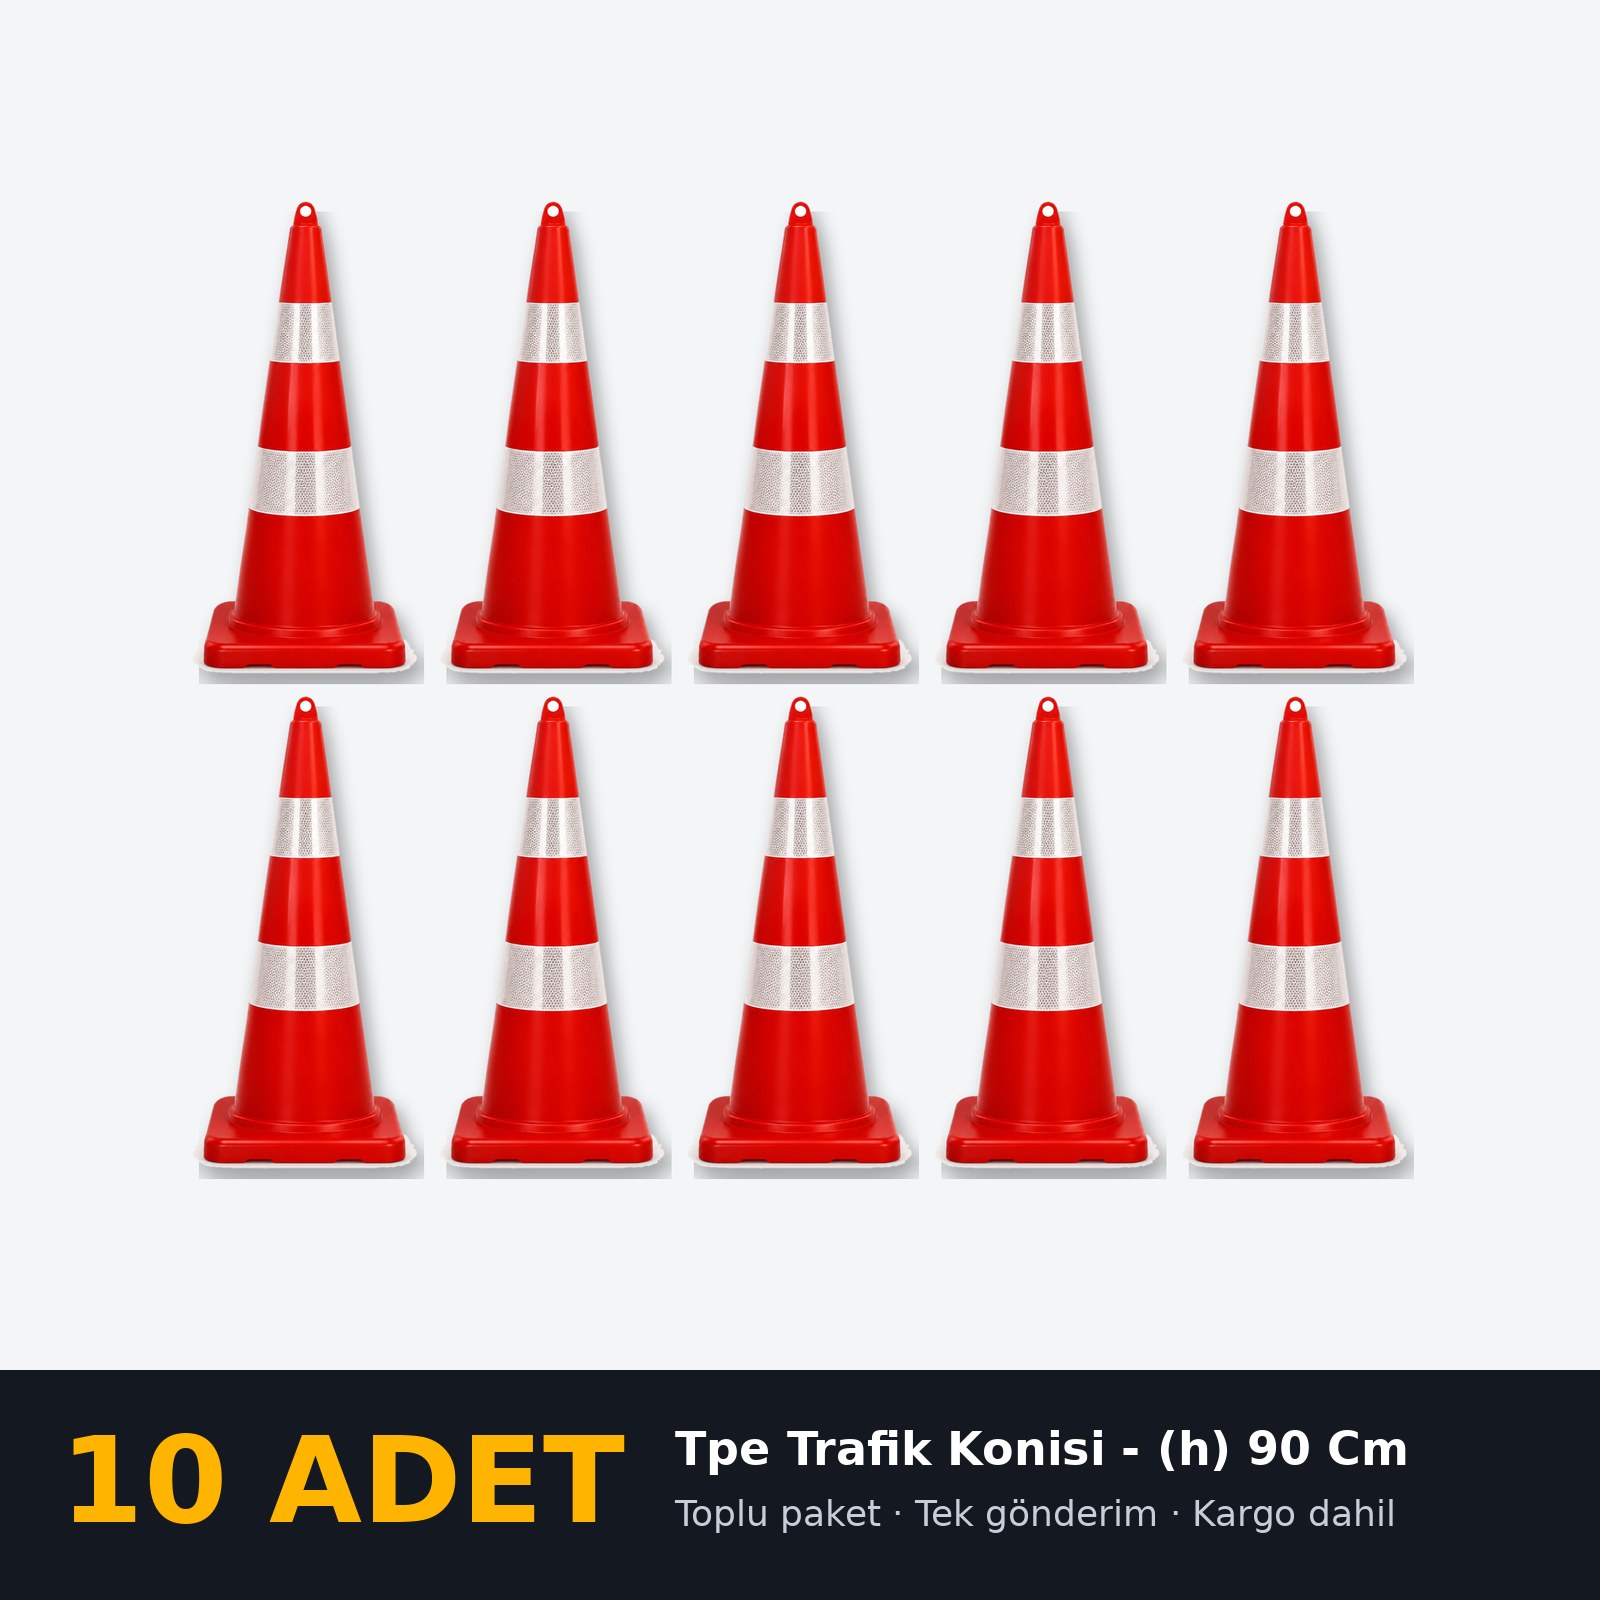 10 ADET
Tpe Trafik Konisi - (h) 90 Cm
Toplu paket · Tek gönderim · Kargo dahil